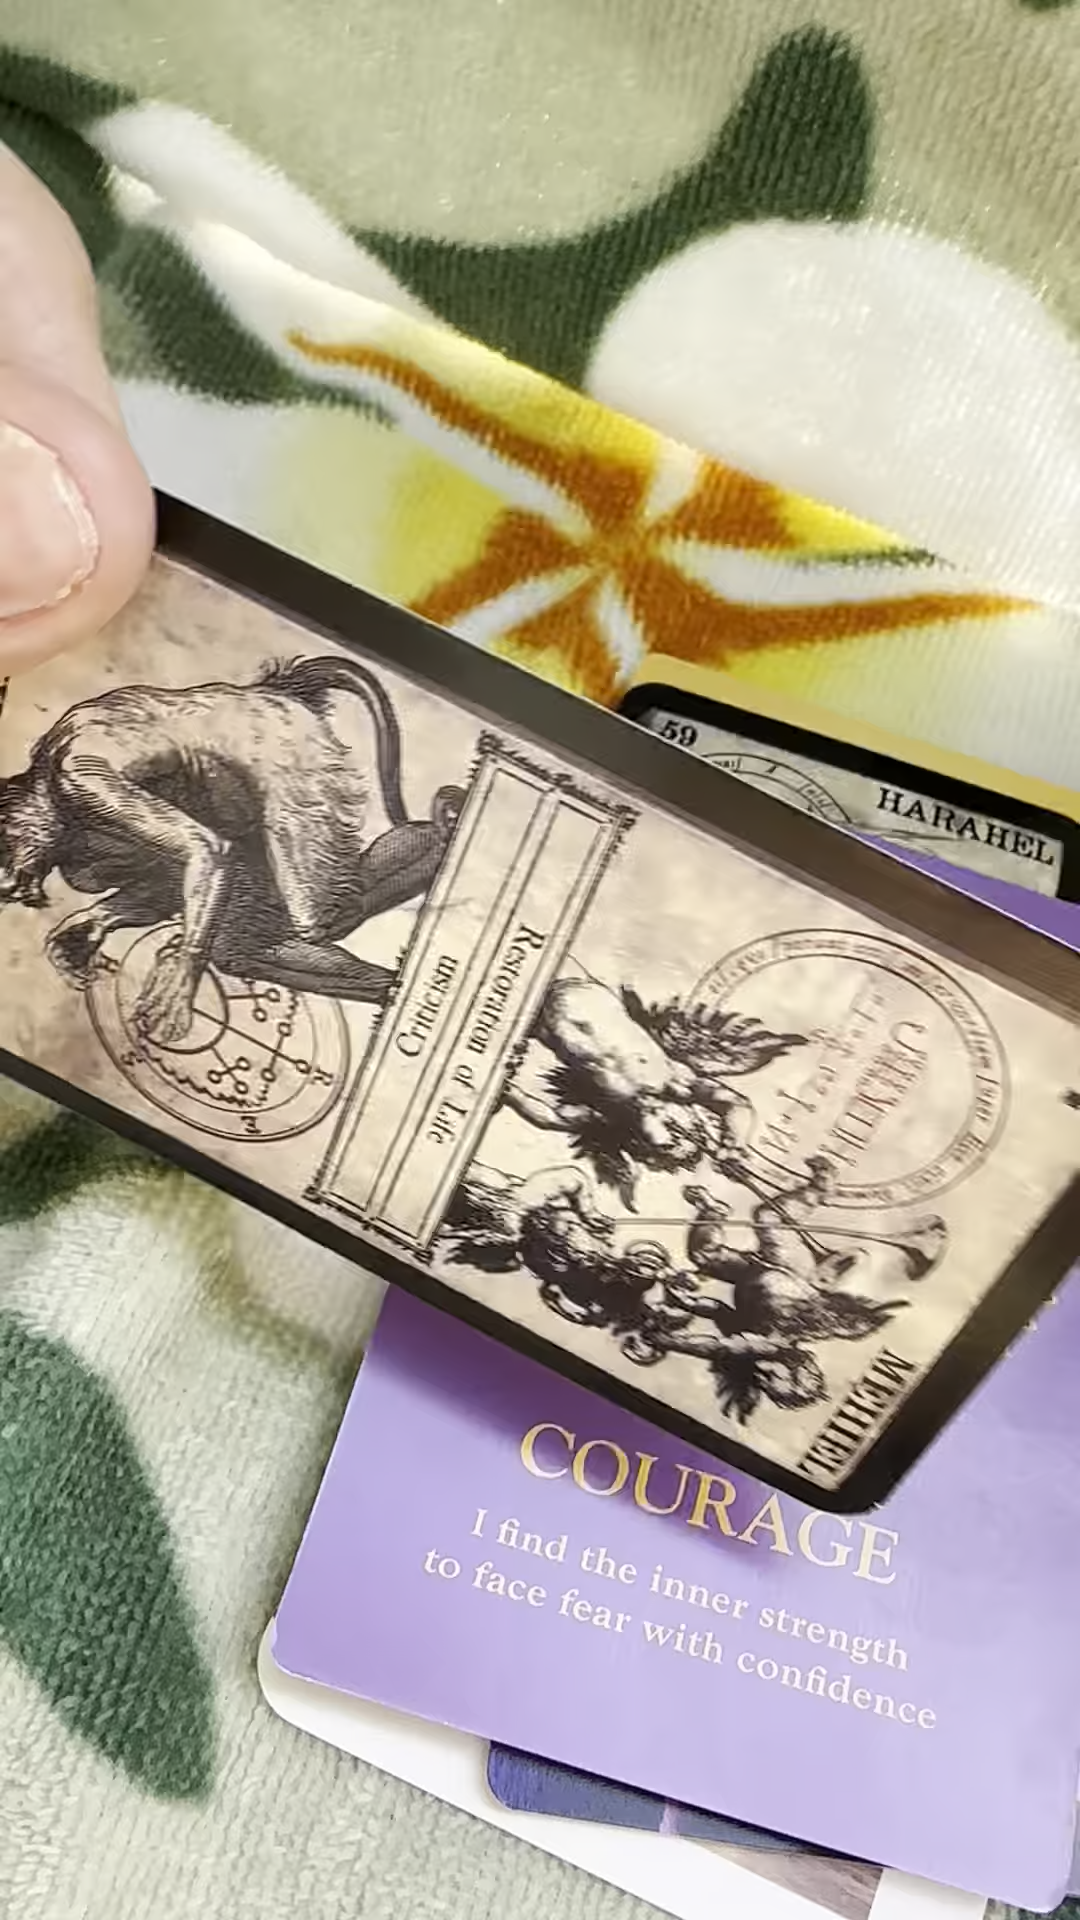 59
HARAHEL
Restoration of Life
Criticism
MEHIEL
COURAGE
I find the inner strength
to face fear with confidence